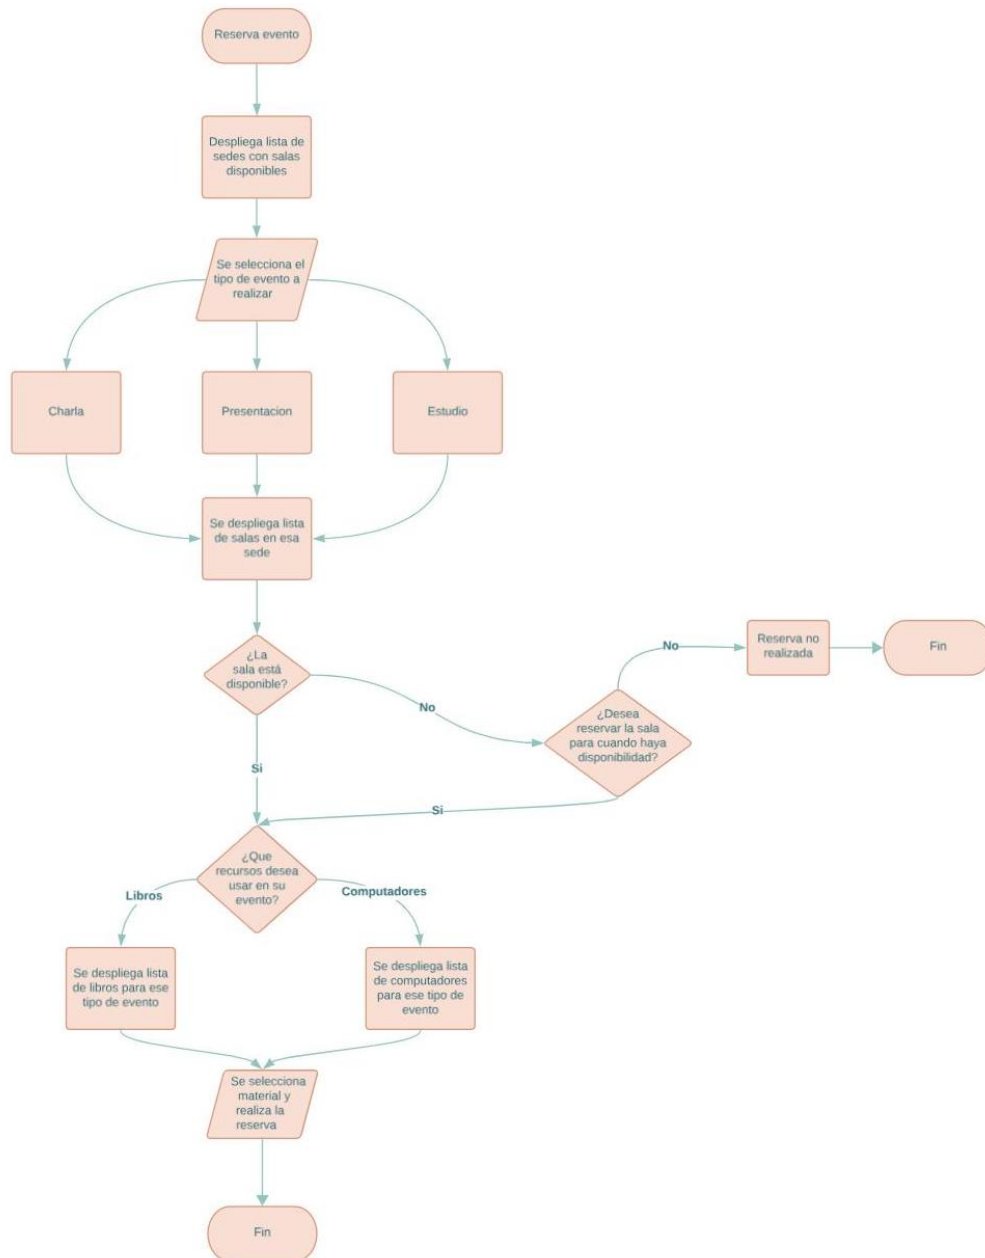 Reserva evento
Despliega lista de
sedes con salas
disponibles
Se selecciona el
tipo de evento a
realizar
Charla
Presentacion
Estudio
Se despliega lista
de salas en esa
sede
¿La
sala está
disponible?
No
¿Desea
reservar la sala
para cuando haya
disponibilidad?
No
Reserva no
realizada
Fin
Si
Si
¿Que
recursos desea
usar en su
evento?
Libros
Computadores
Se despliega lista
de libros para ese
tipo de evento
Se despliega lista
de computadores
para ese tipo de
evento
Se selecciona
material y
realiza la
reserva
Fin